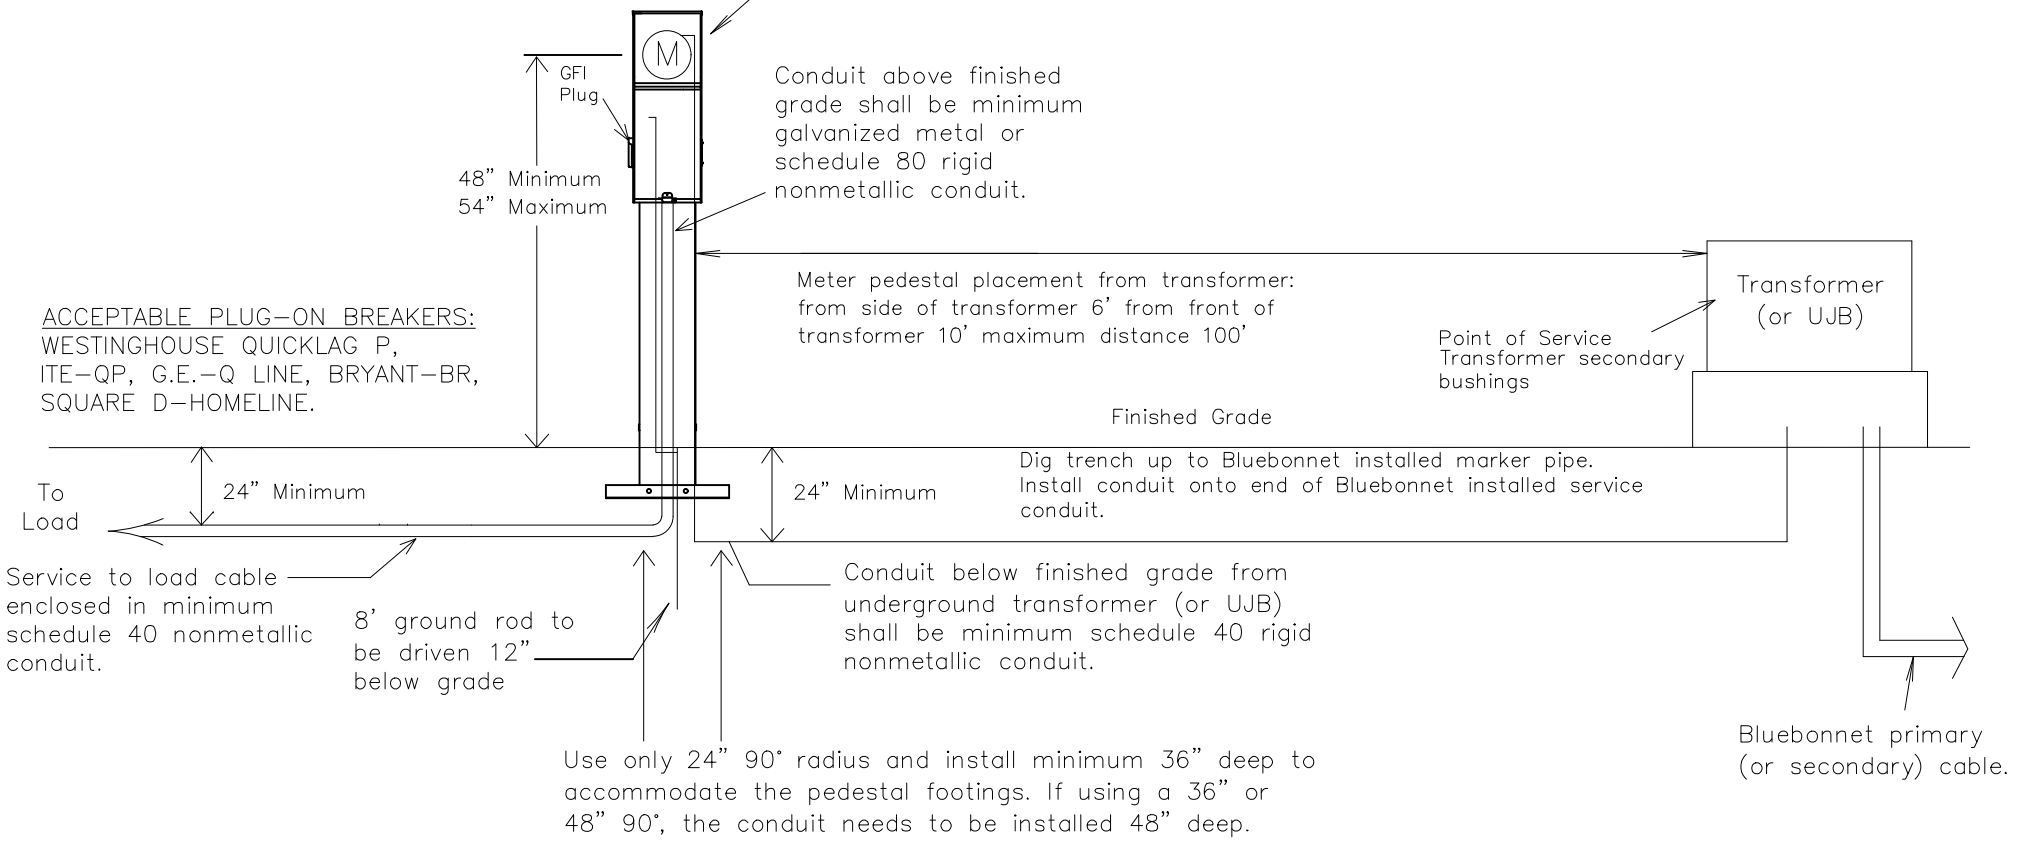 M
GFI
Plug
Conduit above finished
grade shall be minimum
galvanized metal or
schedule 80 rigid
nonmetallic conduit.
48" Minimum
54" Maximum
ACCEPTABLE PLUG-ON BREAKERS:
WESTINGHOUSE QUICKLAG P,
ITE-QP, G.E.-Q LINE, BRYANT-BR,
SQUARE D-HOMELINE.
Meter pedestal placement from transformer:
from side of transformer 6' from front of
transformer 10' maximum distance 100'
Transformer
(or UJB)
Point of Service
Transformer secondary
bushings
Finished Grade
To
Load
24" Minimum
24" Minimum
Dig trench up to Bluebonnet installed marker pipe.
Install conduit onto end of Bluebonnet installed service
conduit.
Service to load cable
enclosed in minimum
schedule 40 nonmetallic
conduit.
8' ground rod to
be driven 12"
below grade
Conduit below finished grade from
underground transformer (or UJB)
shall be minimum schedule 40 rigid
nonmetallic conduit.
Use only 24" 90° radius and install minimum 36" deep to
accommodate the pedestal footings. If using a 36" or
48" 90°, the conduit needs to be installed 48" deep.
Bluebonnet primary
(or secondary) cable.